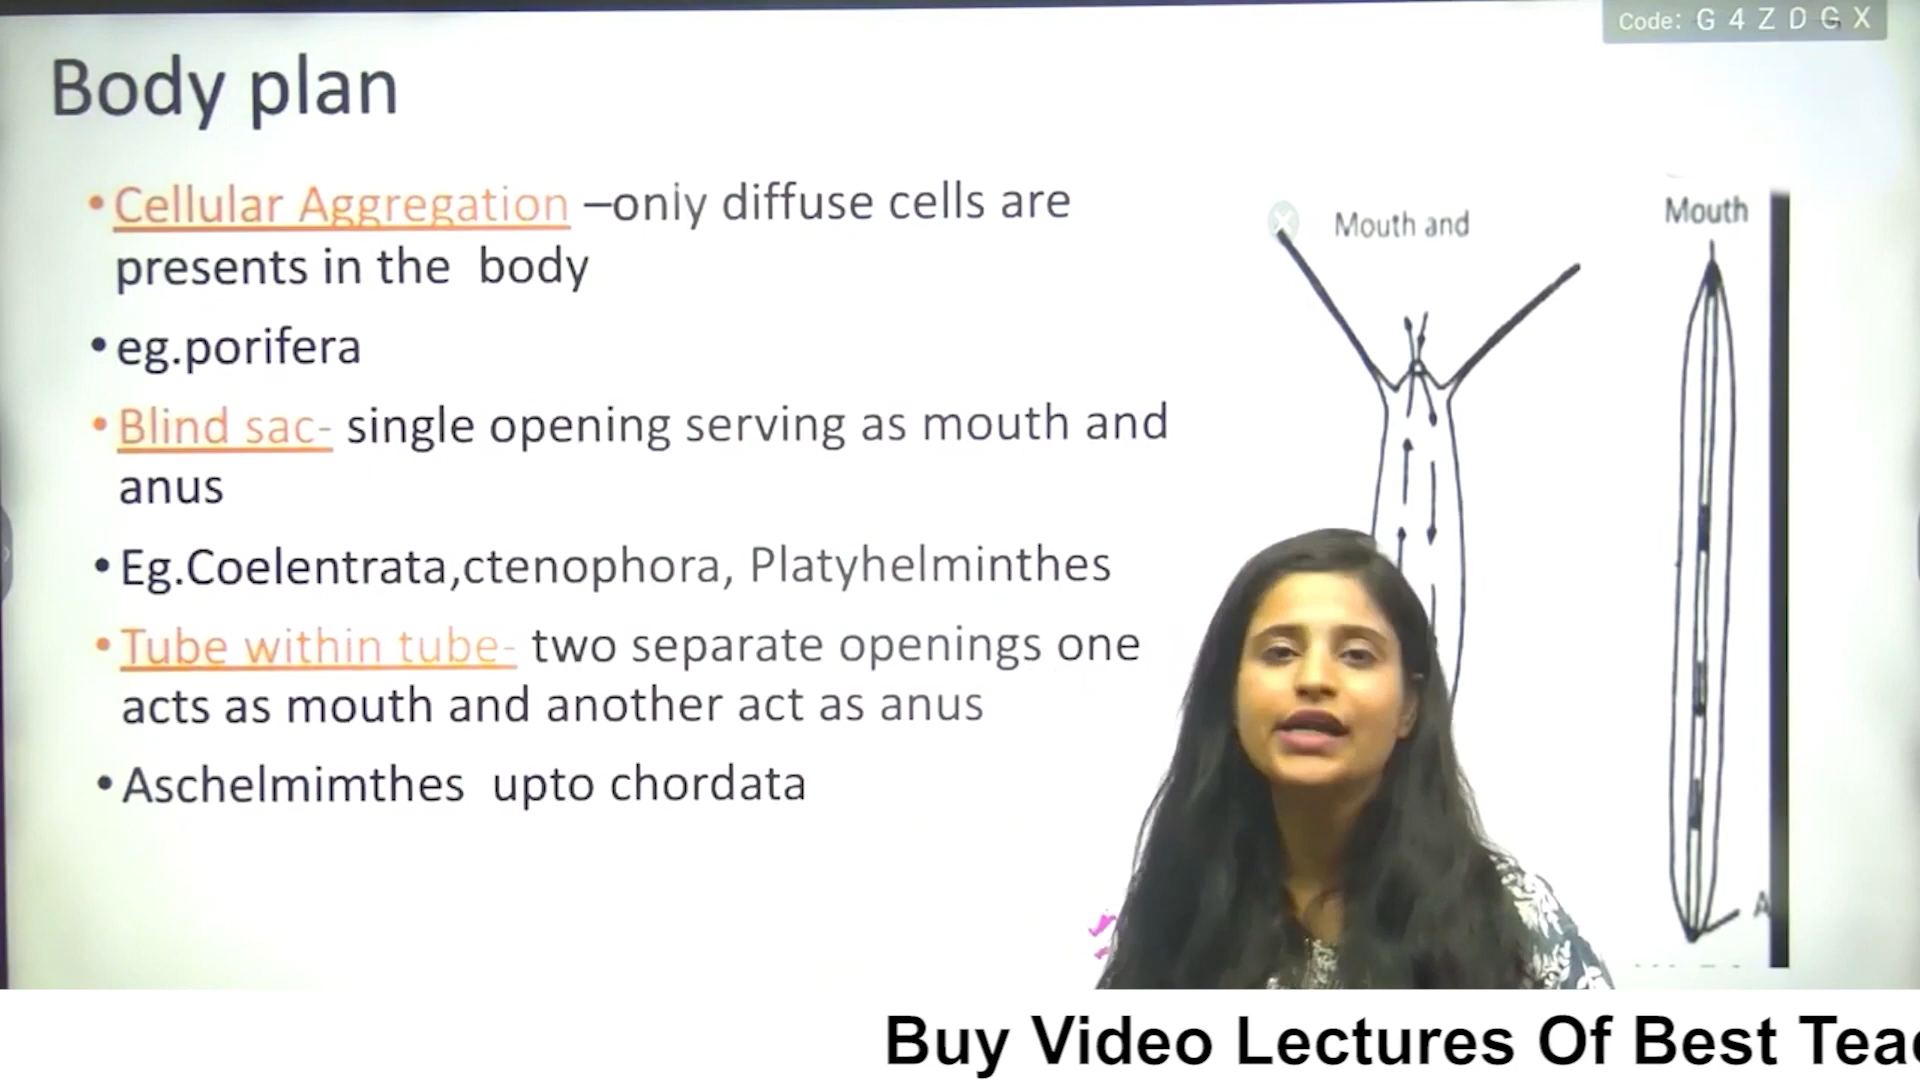 Code: G 4 Z D G X
Body plan
• Cellular Aggregation –only diffuse cells are
presents in the body
• eg.porifera
• Blind sac- single opening serving as mouth and
anus
• Eg.Coelentrata,ctenophora, Platyhelminthes
• Tube within tube- two separate openings one
acts as mouth and another act as anus
• Aschelmimthes upto chordata
Mouth and
Mouth
A
Buy Video Lectures Of Best Tea